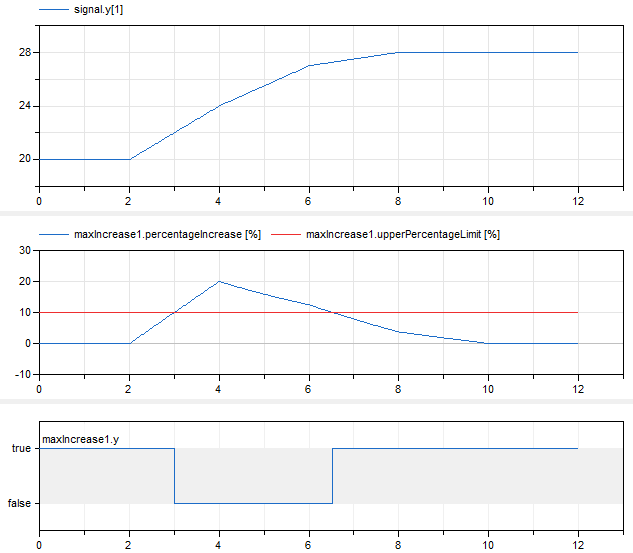 signal.y[1]
28
24
20
0 2 4 6 8 10 12
maxIncrease1.percentageIncrease [%] maxIncrease1.upperPercentageLimit [%]
30
20
10
0
-10
0 2 4 6 8 10 12
maxIncrease1.y
true
false
0 2 4 6 8 10 12